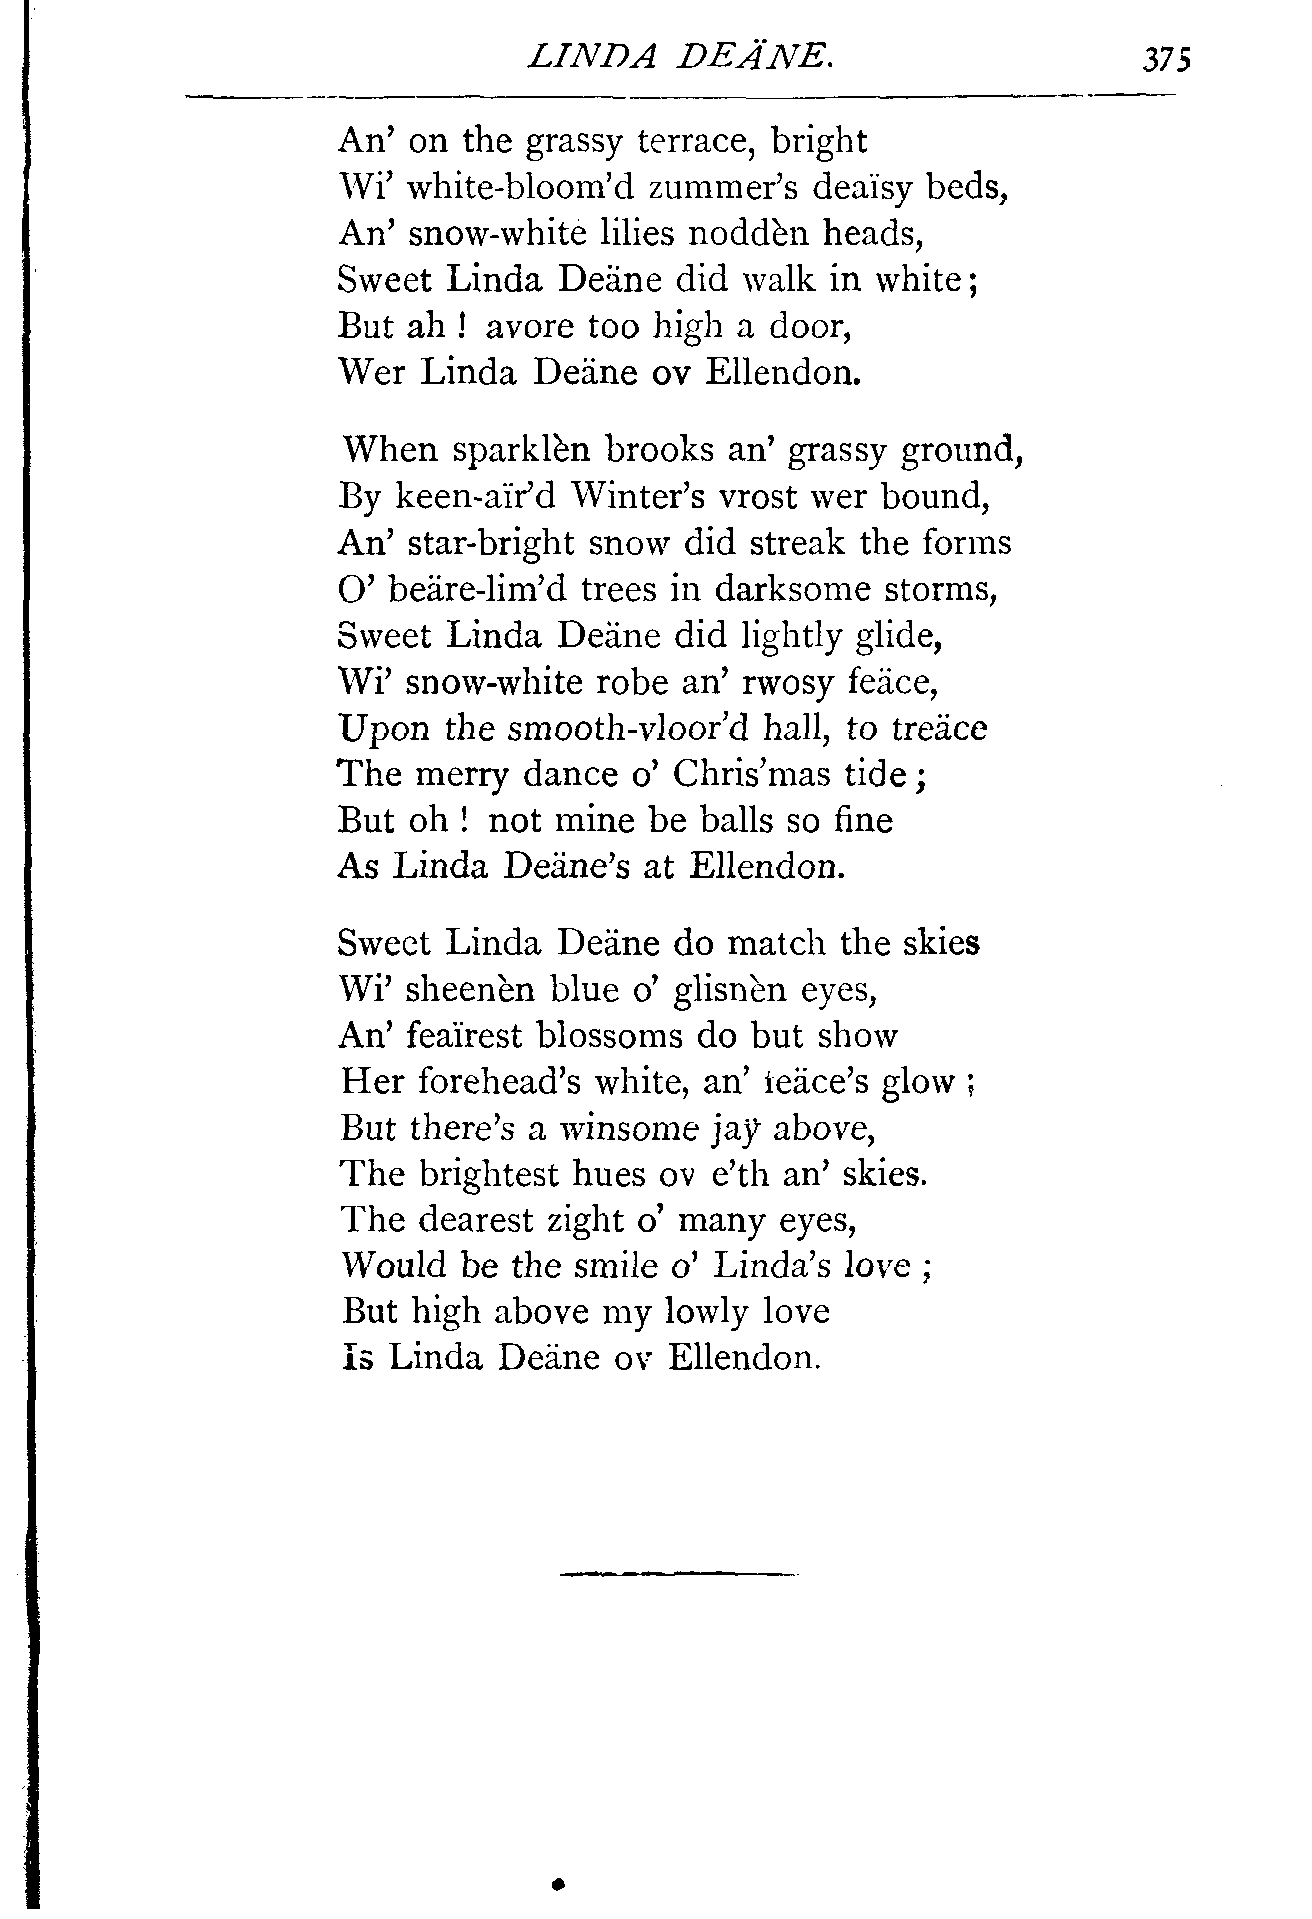 LINDA DEÄNE. 375
An' on the grassy terrace, bright
Wi' white-bloom'd zummer's deaïsy beds,
An' snow-white lilies noddèn heads,
Sweet Linda Deäne did walk in white;
But ah! avore too high a door,
Wer Linda Deäne ov Ellendon.
When sparklèn brooks an' grassy ground,
By keen-aïr'd Winter's vrost wer bound,
An' star-bright snow did streak the forms
O' beäre-lim'd trees in darksome storms,
Sweet Linda Deäne did lightly glide,
Wi' snow-white robe an' rwosy feäce,
Upon the smooth-vloor'd hall, to treäce
The merry dance o' Chris'mas tide;
But oh! not mine be balls so fine
As Linda Deäne's at Ellendon.
Sweet Linda Deäne do match the skies
Wi' sheenèn blue o' glisnèn eyes,
An' feaïrest blossoms do but show
Her forehead's white, an' feäce's glow;
But there's a winsome jaÿ above,
The brightest hues ov e'th an' skies.
The dearest zight o' many eyes,
Would be the smile o' Linda's love;
But high above my lowly love
Is Linda Deäne ov Ellendon.